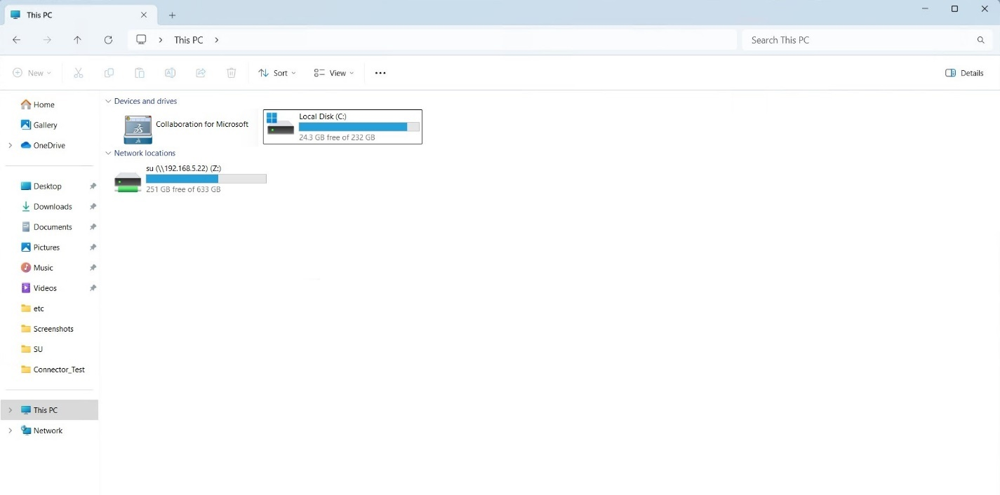 This PC
This PC
Search This PC
New
Sort
View
Details
Home
Gallery
OneDrive
Desktop
Downloads
Documents
Pictures
Music
Videos
etc
Screenshots
SU
Connector_Test
This PC
Network
Devices and drives
Collaboration for Microsoft
Local Disk (C:)
24.3 GB free of 232 GB
Network locations
su (\\192.168.5.22) (Z:)
251 GB free of 633 GB